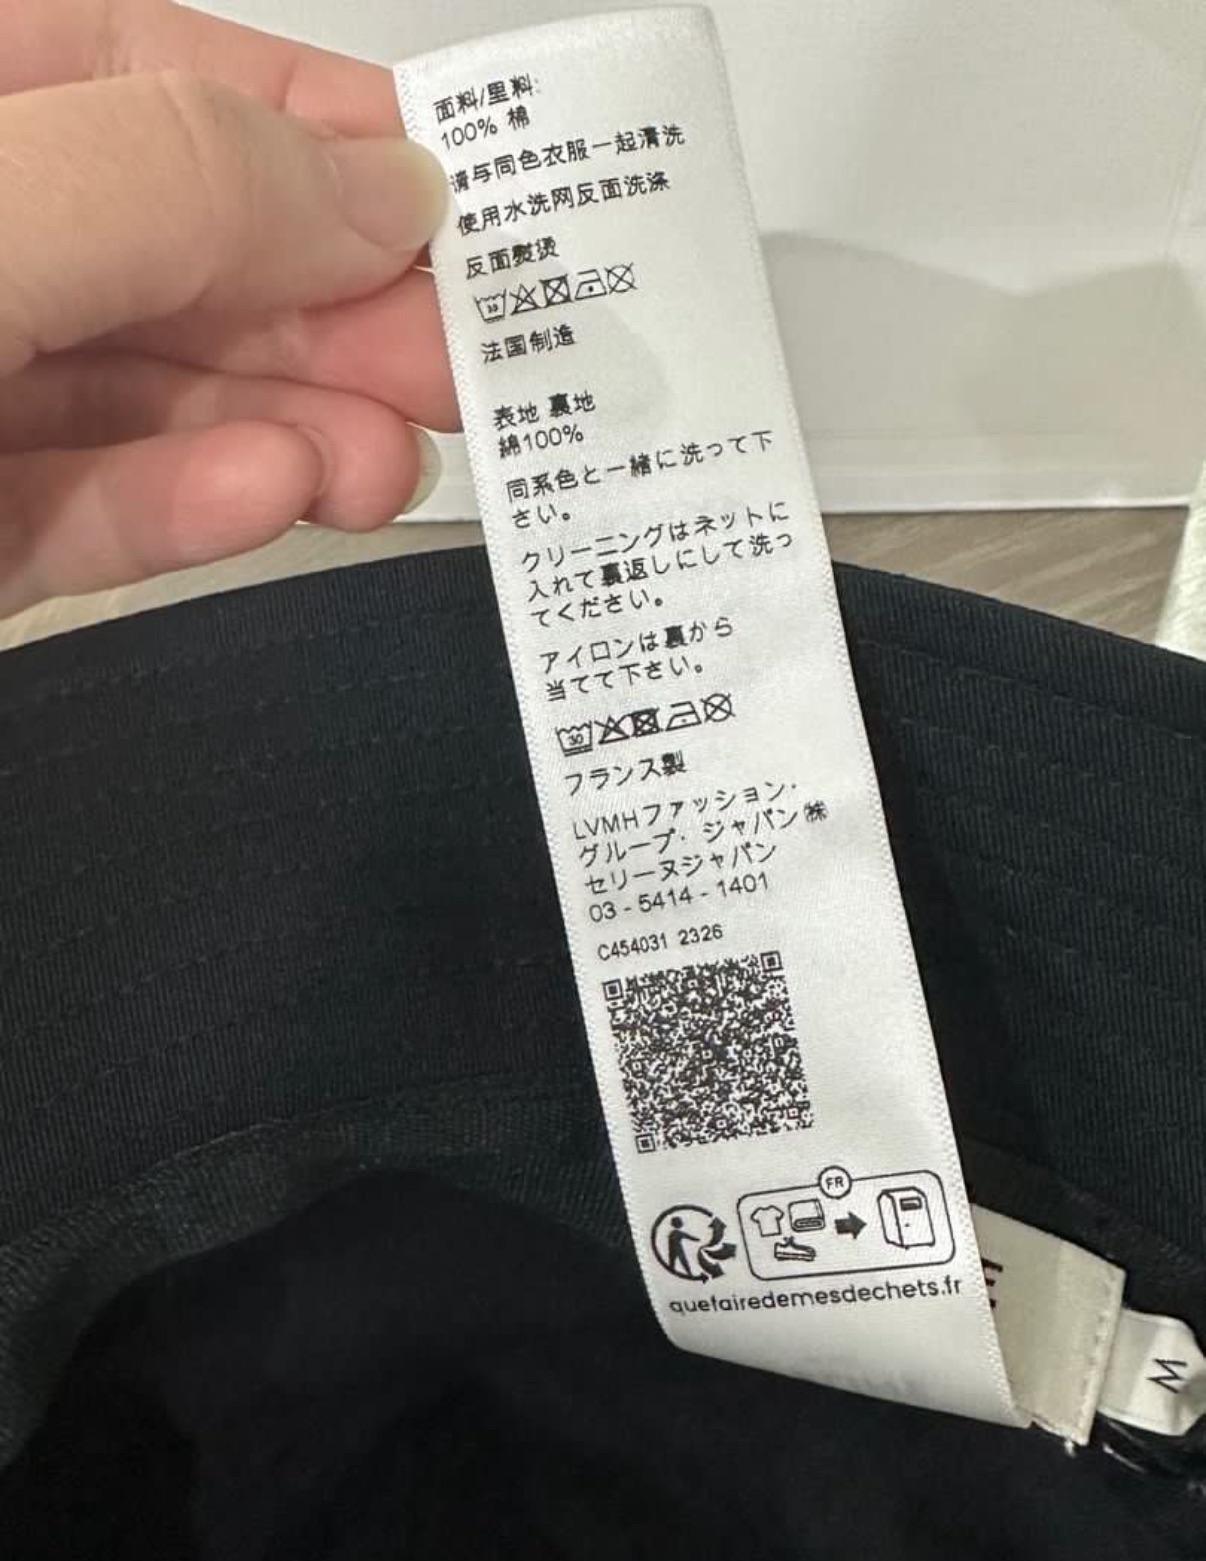 面料/里料:
100% 棉
请与同色衣服一起清洗
使用水洗网反面洗涤
反面熨烫
30
法国制造
表地 裏地
綿100%
同系色と一緒に洗って下
さい。
クリーニングはネットに
入れて裏返しにして洗っ
てください。
アイロンは裏から
当てて下さい。
30
フランス製
LVMHファッション・
グループ・ジャパン㈱
セリーヌジャパン
03 - 5414 - 1401
C454031 2326
FR
quefairedemesdechets.fr
M